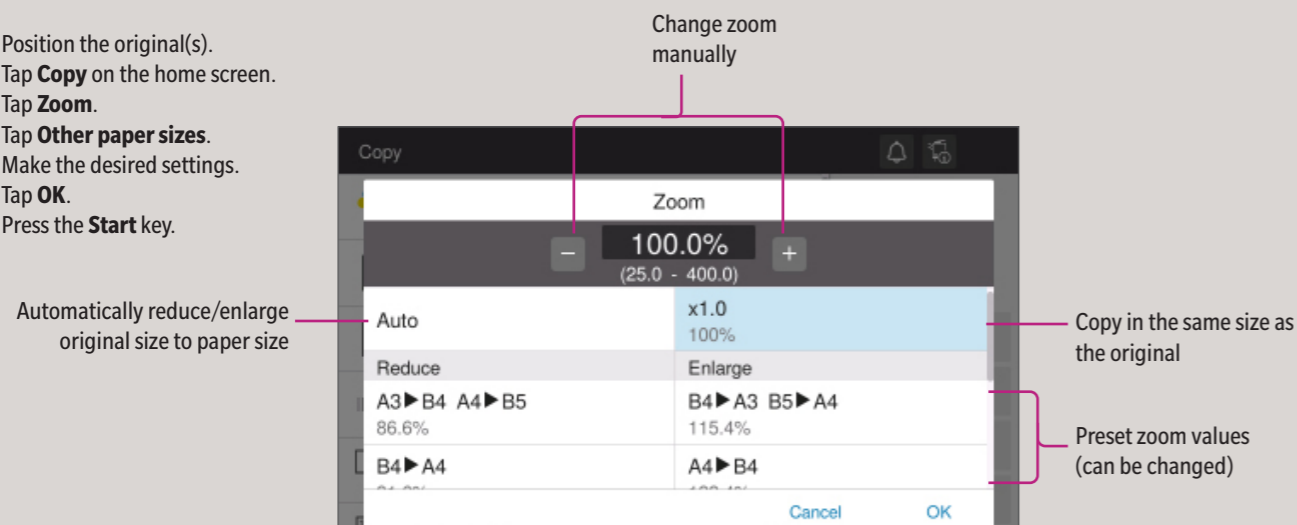 Position the original(s).
Tap Copy on the home screen.
Tap Zoom.
Tap Other paper sizes.
Make the desired settings.
Tap OK.
Press the Start key.
Change zoom
manually
Copy
Zoom
− 100.0% +
(25.0 - 400.0)
Automatically reduce/enlarge
original size to paper size
Auto
x1.0
100%
Copy in the same size as
the original
Reduce
Enlarge
A3▶B4 A4▶B5
86.6%
B4▶A3 B5▶A4
115.4%
B4▶A4
A4▶B4
Preset zoom values
(can be changed)
Cancel
OK